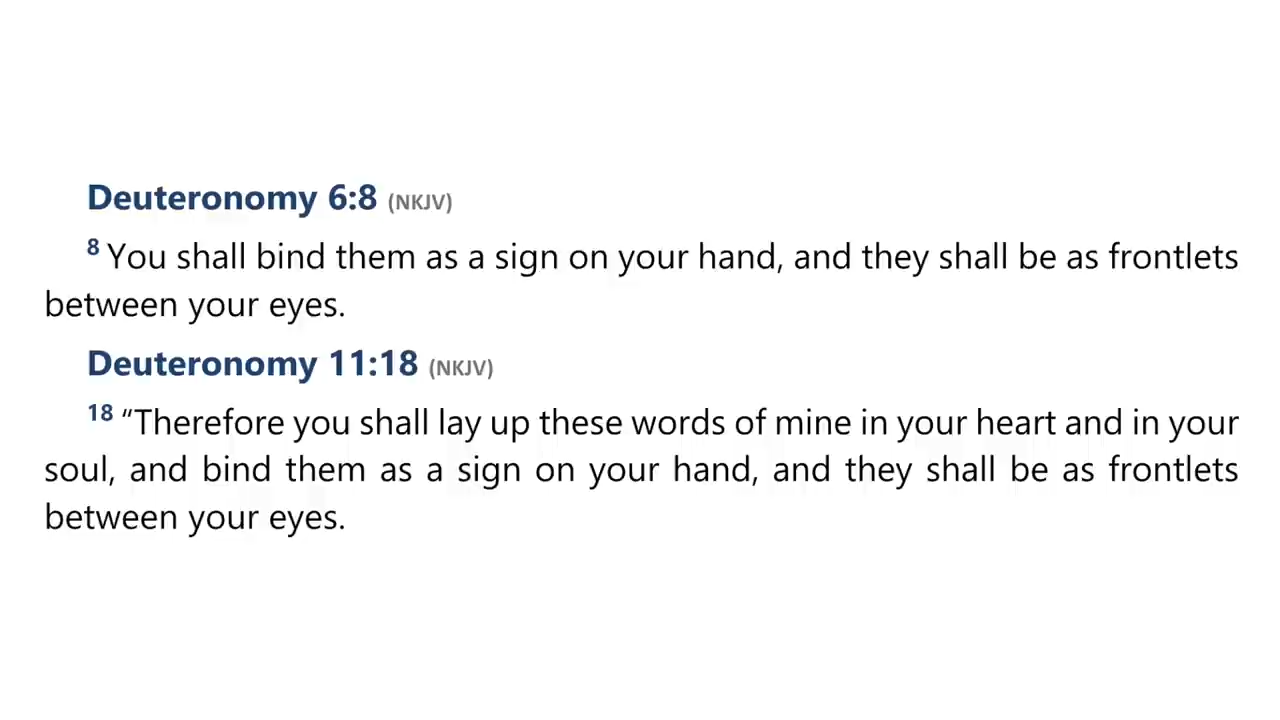 Deuteronomy 6:8 (NKJV)
8 You shall bind them as a sign on your hand, and they shall be as frontlets
between your eyes.
Deuteronomy 11:18 (NKJV)
18 “Therefore you shall lay up these words of mine in your heart and in your
soul, and bind them as a sign on your hand, and they shall be as frontlets
between your eyes.